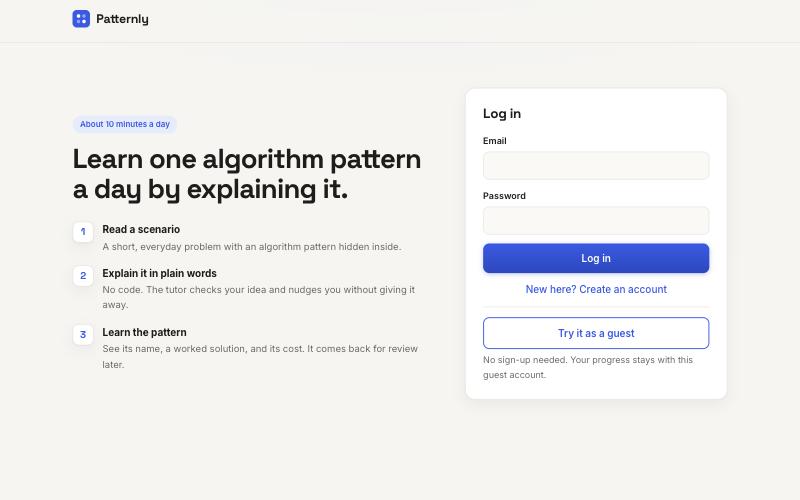 Patternly
About 10 minutes a day
Learn one algorithm pattern
a day by explaining it.
1
Read a scenario
A short, everyday problem with an algorithm pattern hidden inside.
2
Explain it in plain words
No code. The tutor checks your idea and nudges you without giving it
away.
3
Learn the pattern
See its name, a worked solution, and its cost. It comes back for review
later.
Log in
Email
Password
Log in
New here? Create an account
Try it as a guest
No sign-up needed. Your progress stays with this
guest account.